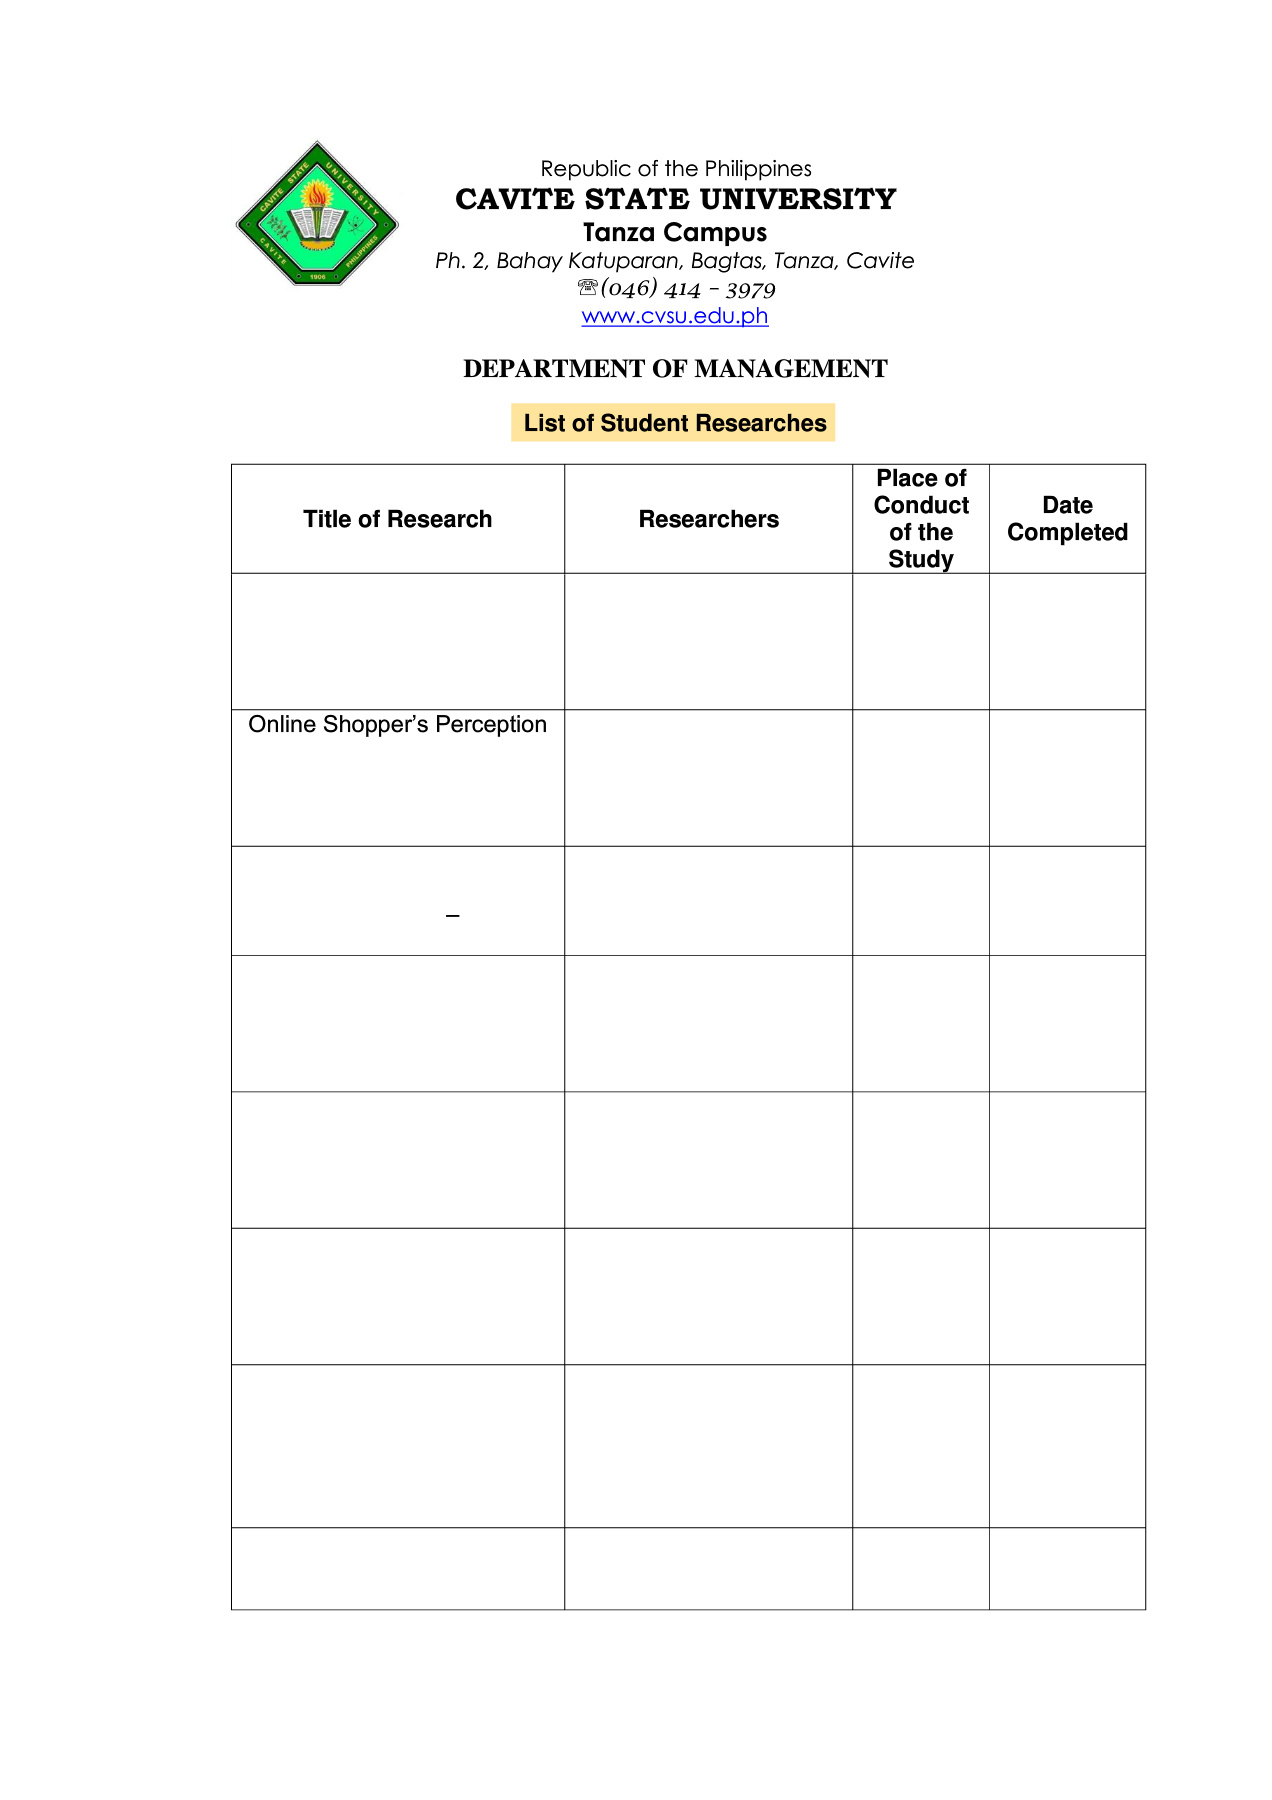 CAVITE STATE UNIVERSITY
CAVITE PHILIPPINES
1906
Republic of the Philippines
CAVITE STATE UNIVERSITY
Tanza Campus
Ph. 2, Bahay Katuparan, Bagtas, Tanza, Cavite
☏(046) 414 – 3979
www.cvsu.edu.ph
DEPARTMENT OF MANAGEMENT
List of Student Researches
Title of Research
Researchers
Place of
Conduct
of the
Study
Date
Completed
Online Shopper’s Perception
–